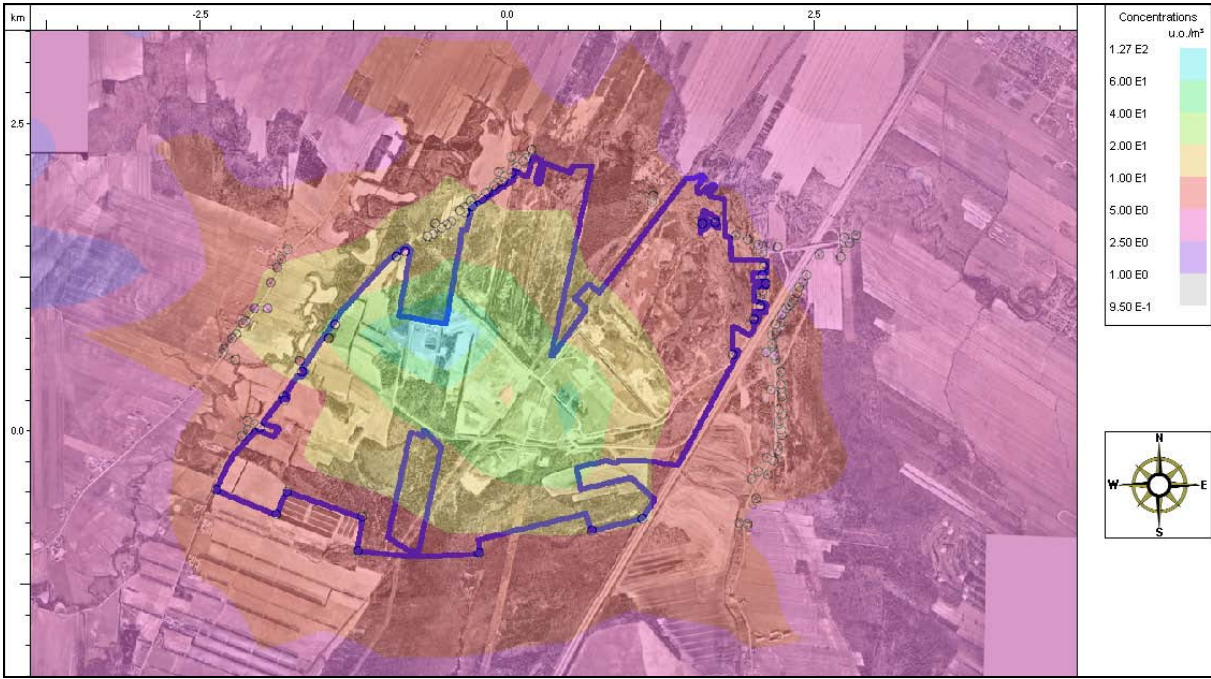 km
-2.5
0.0
2.5
2.5
0.0
Concentrations
u.o./m³
1.27 E2
6.00 E1
4.00 E1
2.00 E1
1.00 E1
5.00 E0
2.50 E0
1.00 E0
9.50 E-1
N
W
E
S